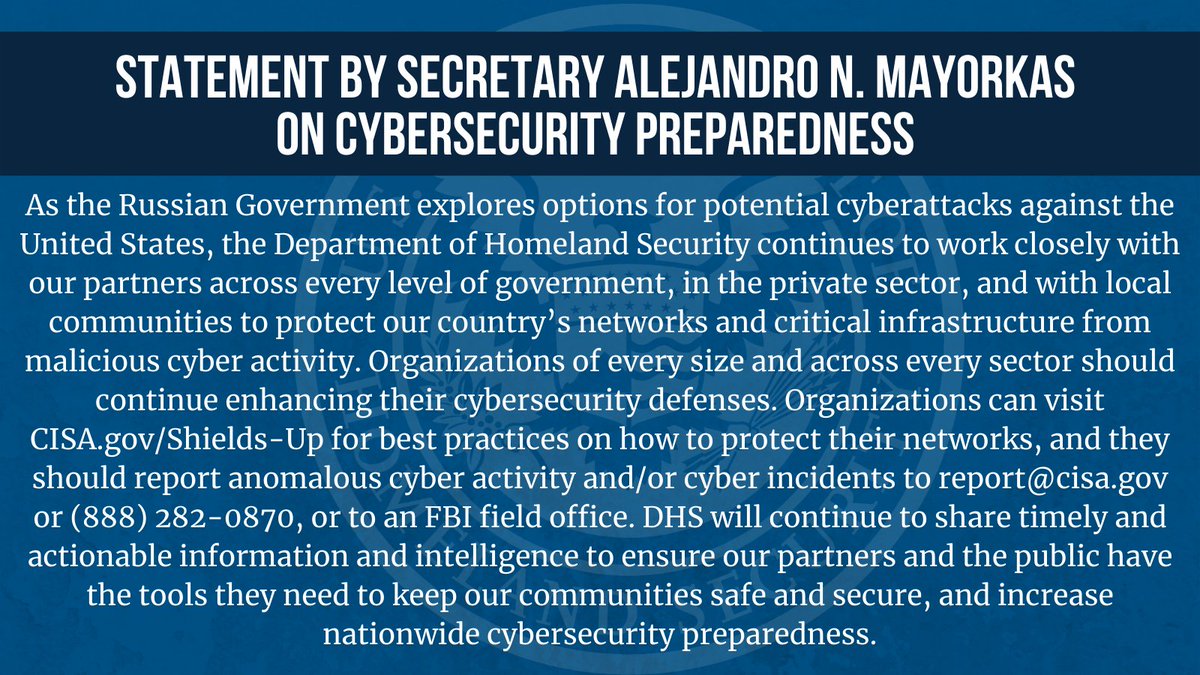 STATEMENT BY SECRETARY ALEJANDRO N. MAYORKAS
ON CYBERSECURITY PREPAREDNESS
As the Russian Government explores options for potential cyberattacks against the
United States, the Department of Homeland Security continues to work closely with
our partners across every level of government, in the private sector, and with local
communities to protect our country’s networks and critical infrastructure from
malicious cyber activity. Organizations of every size and across every sector should
continue enhancing their cybersecurity defenses. Organizations can visit
CISA.gov/Shields-Up for best practices on how to protect their networks, and they
should report anomalous cyber activity and/or cyber incidents to report@cisa.gov
or (888) 282-0870, or to an FBI field office. DHS will continue to share timely and
actionable information and intelligence to ensure our partners and the public have
the tools they need to keep our communities safe and secure, and increase
nationwide cybersecurity preparedness.